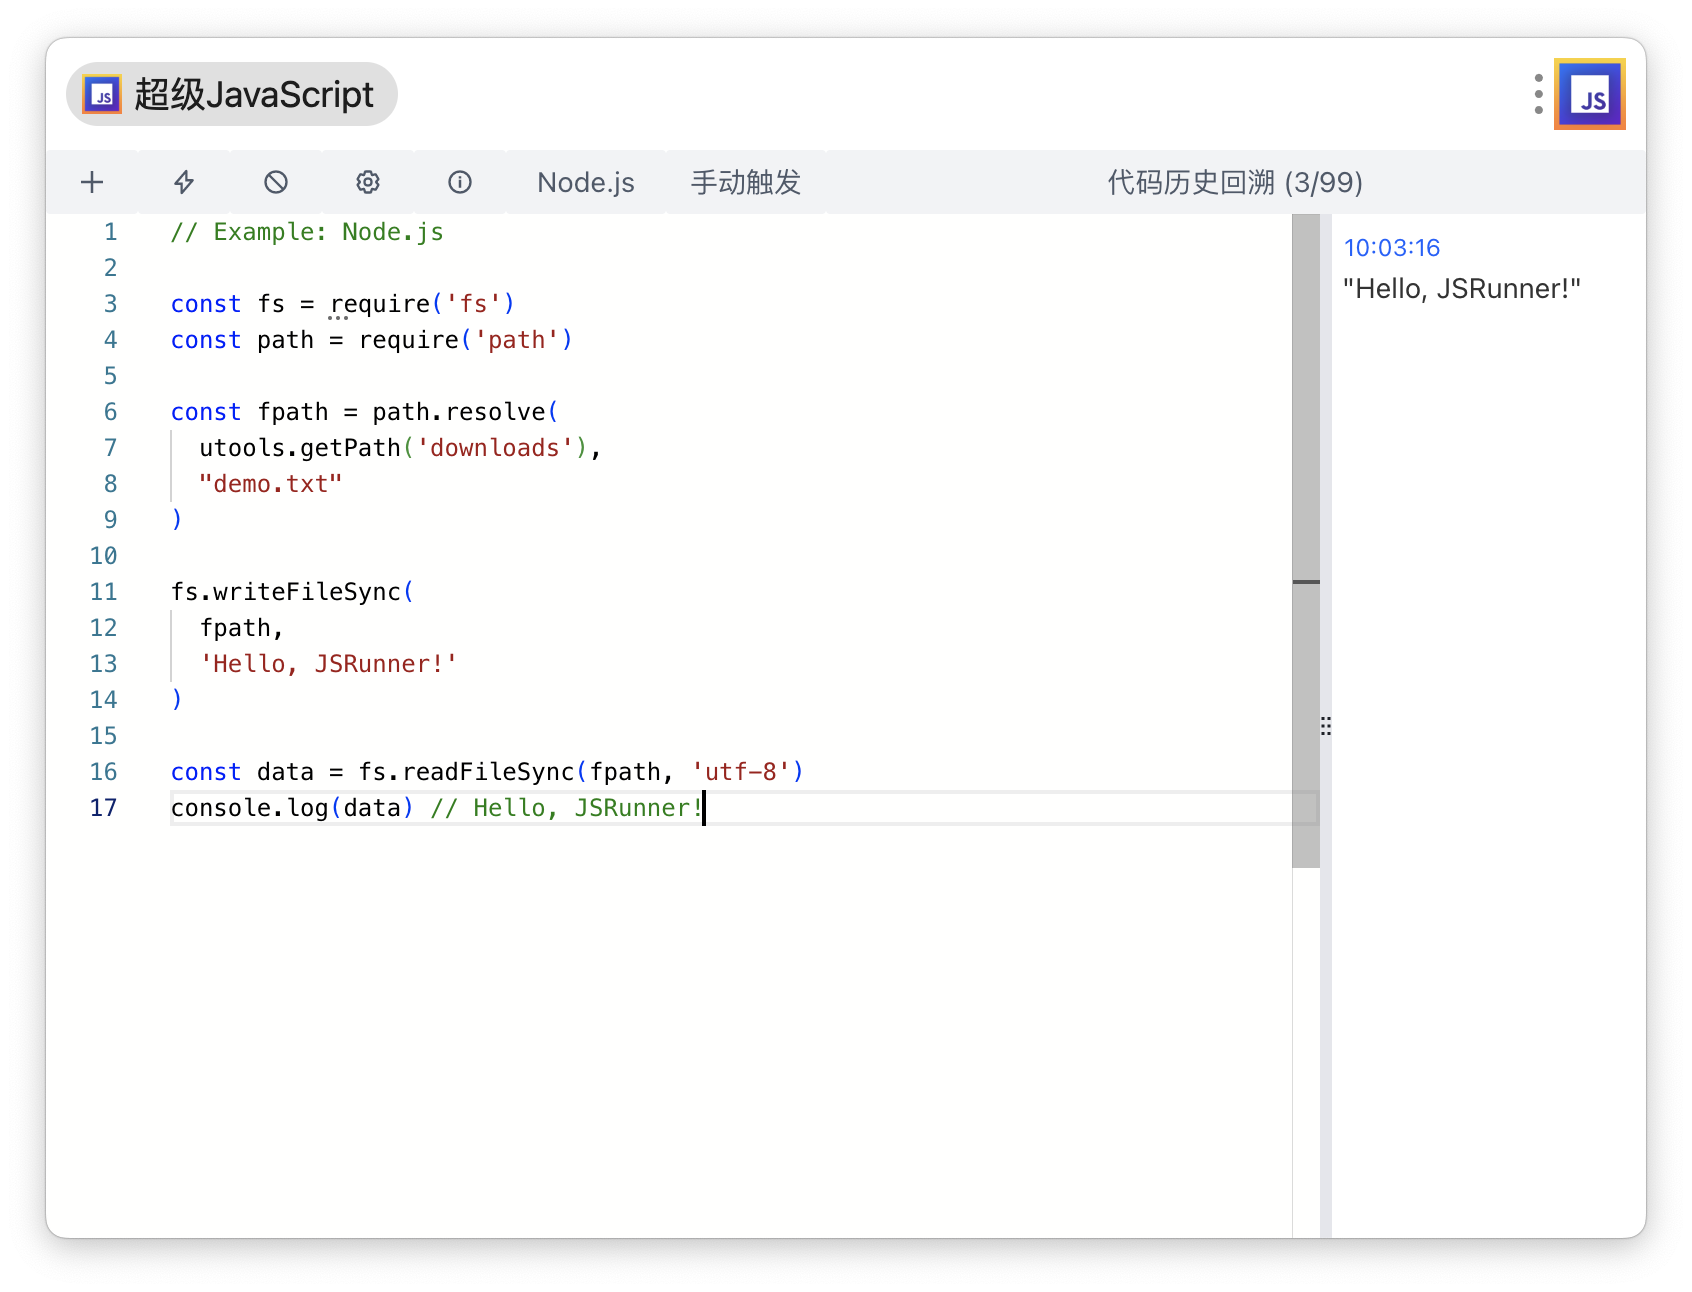 JS 超级JavaScript
JS
Node.js 手动触发 代码历史回溯 (3/99)
1 // Example: Node.js
2
3 const fs = require('fs')
4 const path = require('path')
5
6 const fpath = path.resolve(
7 utools.getPath('downloads'),
8 "demo.txt"
9 )
10
11 fs.writeFileSync(
12 fpath,
13 'Hello, JSRunner!'
14 )
15
16 const data = fs.readFileSync(fpath, 'utf-8')
17 console.log(data) // Hello, JSRunner!
10:03:16
"Hello, JSRunner!"